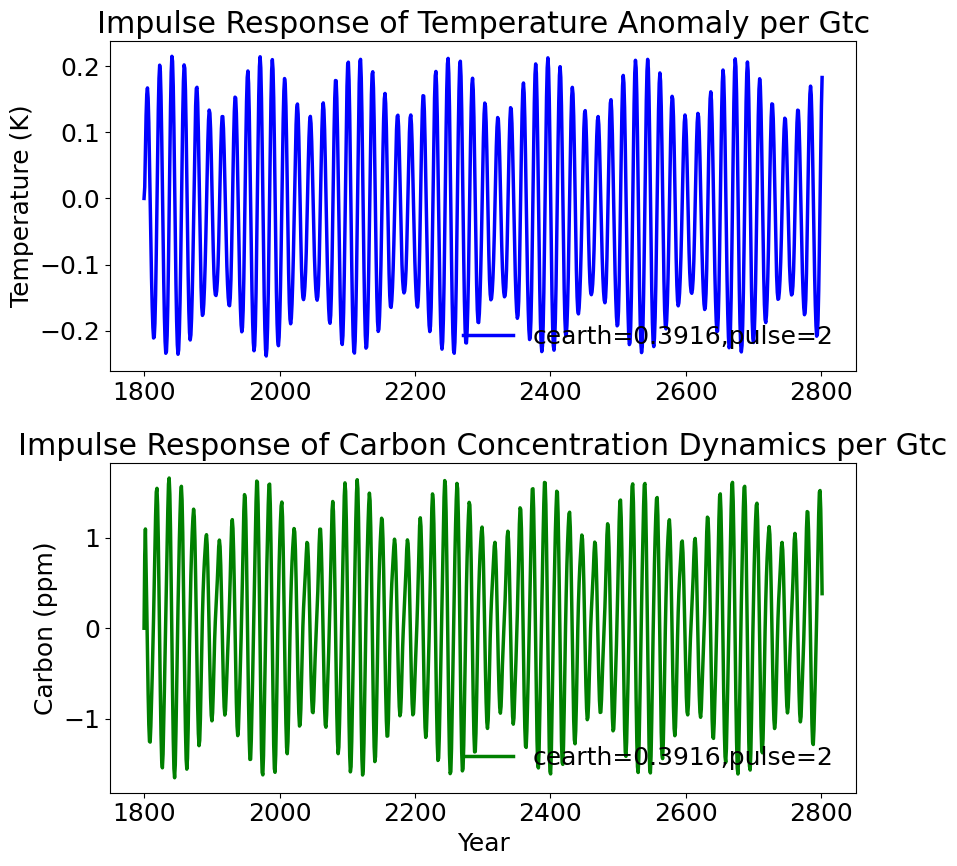 Impulse Response of Temperature Anomaly per Gtc
Temperature (K)
0.2
0.1
0.0
−0.1
−0.2
cearth=0.3916,pulse=2
1800 2000 2200 2400 2600 2800
Impulse Response of Carbon Concentration Dynamics per Gtc
Carbon (ppm)
1
0
−1
cearth=0.3916,pulse=2
1800 2000 2200 2400 2600 2800
Year